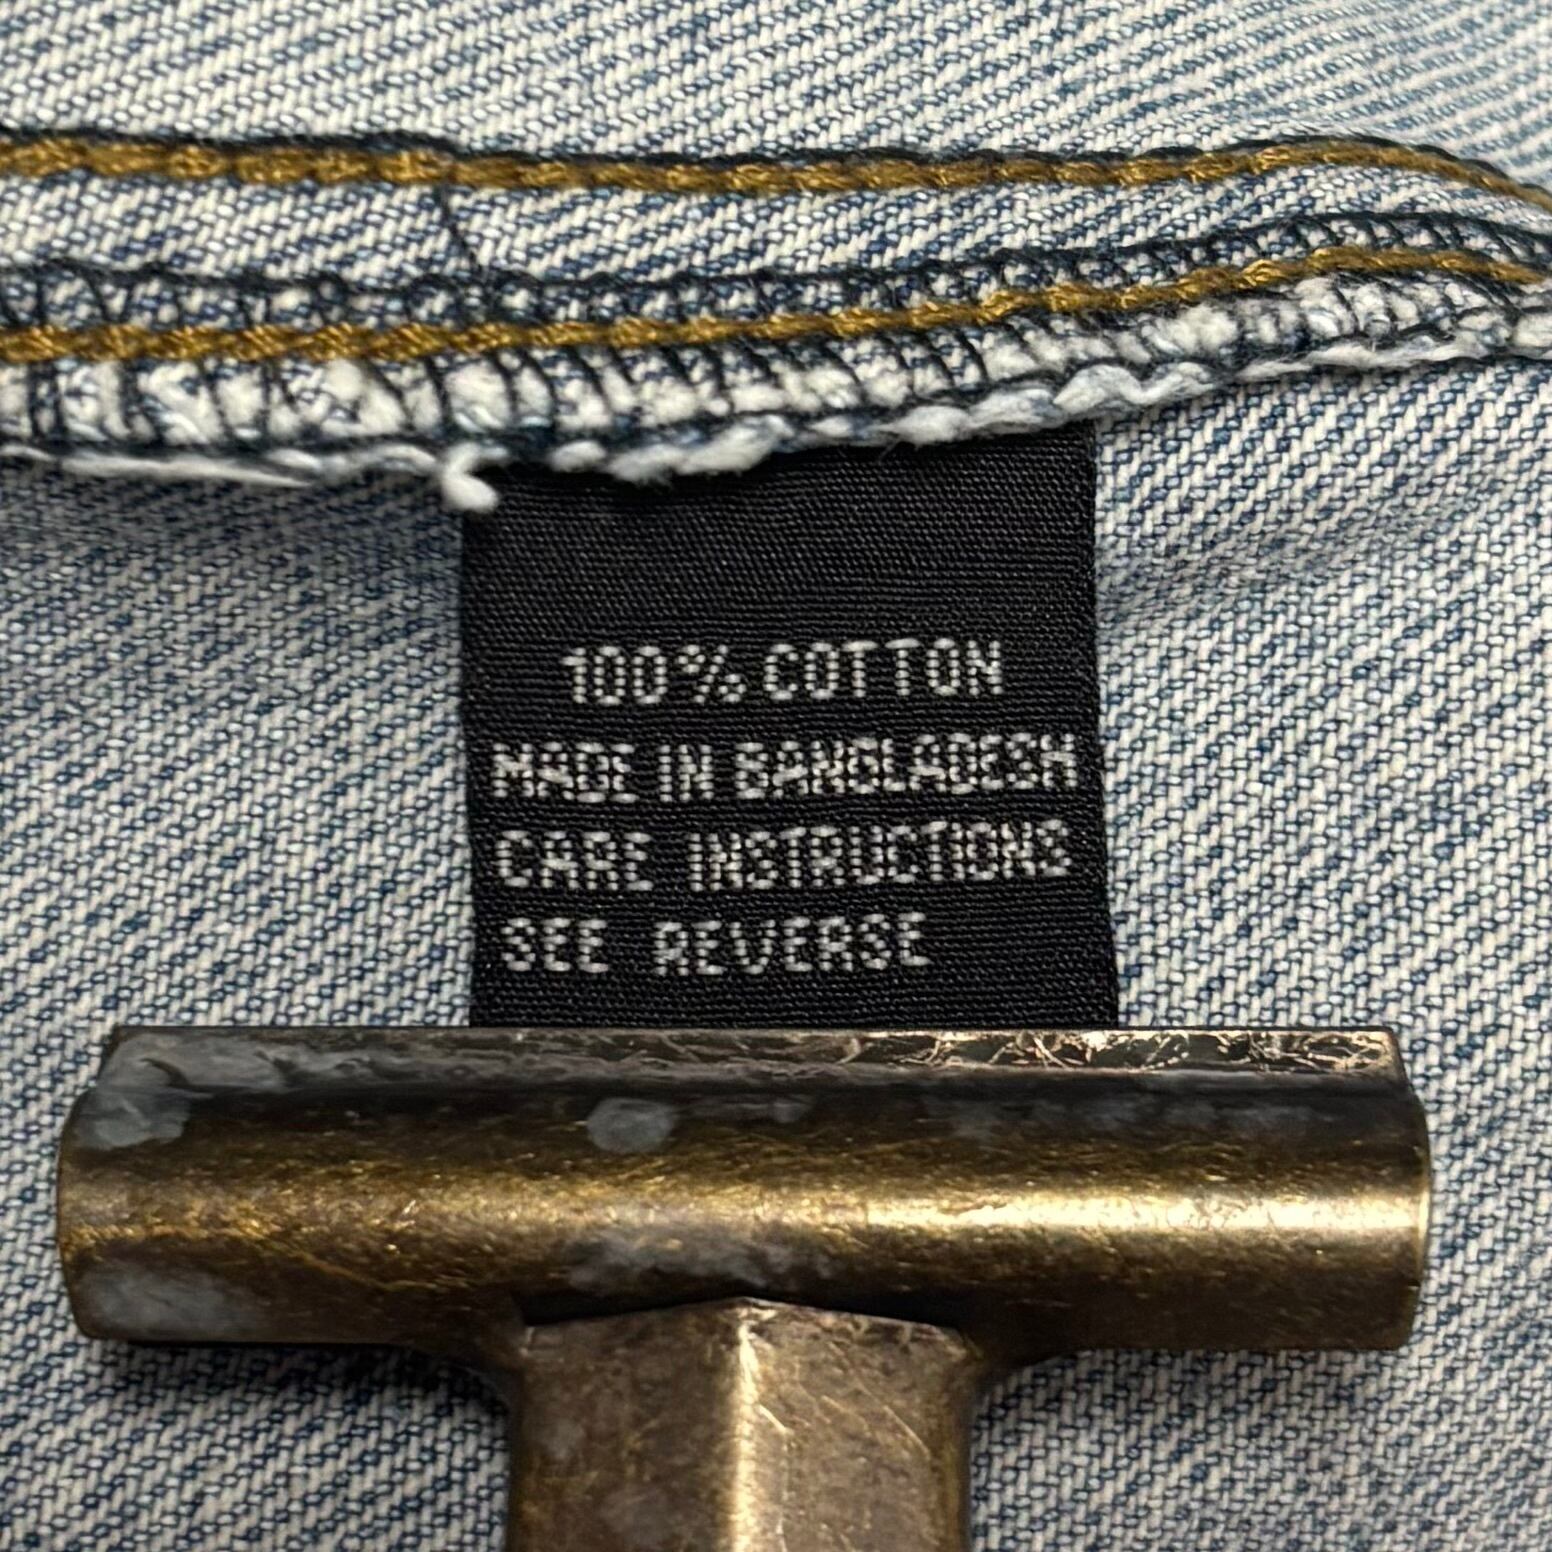 100% COTTON
MADE IN BANGLADESH
CARE INSTRUCTIONS
SEE REVERSE